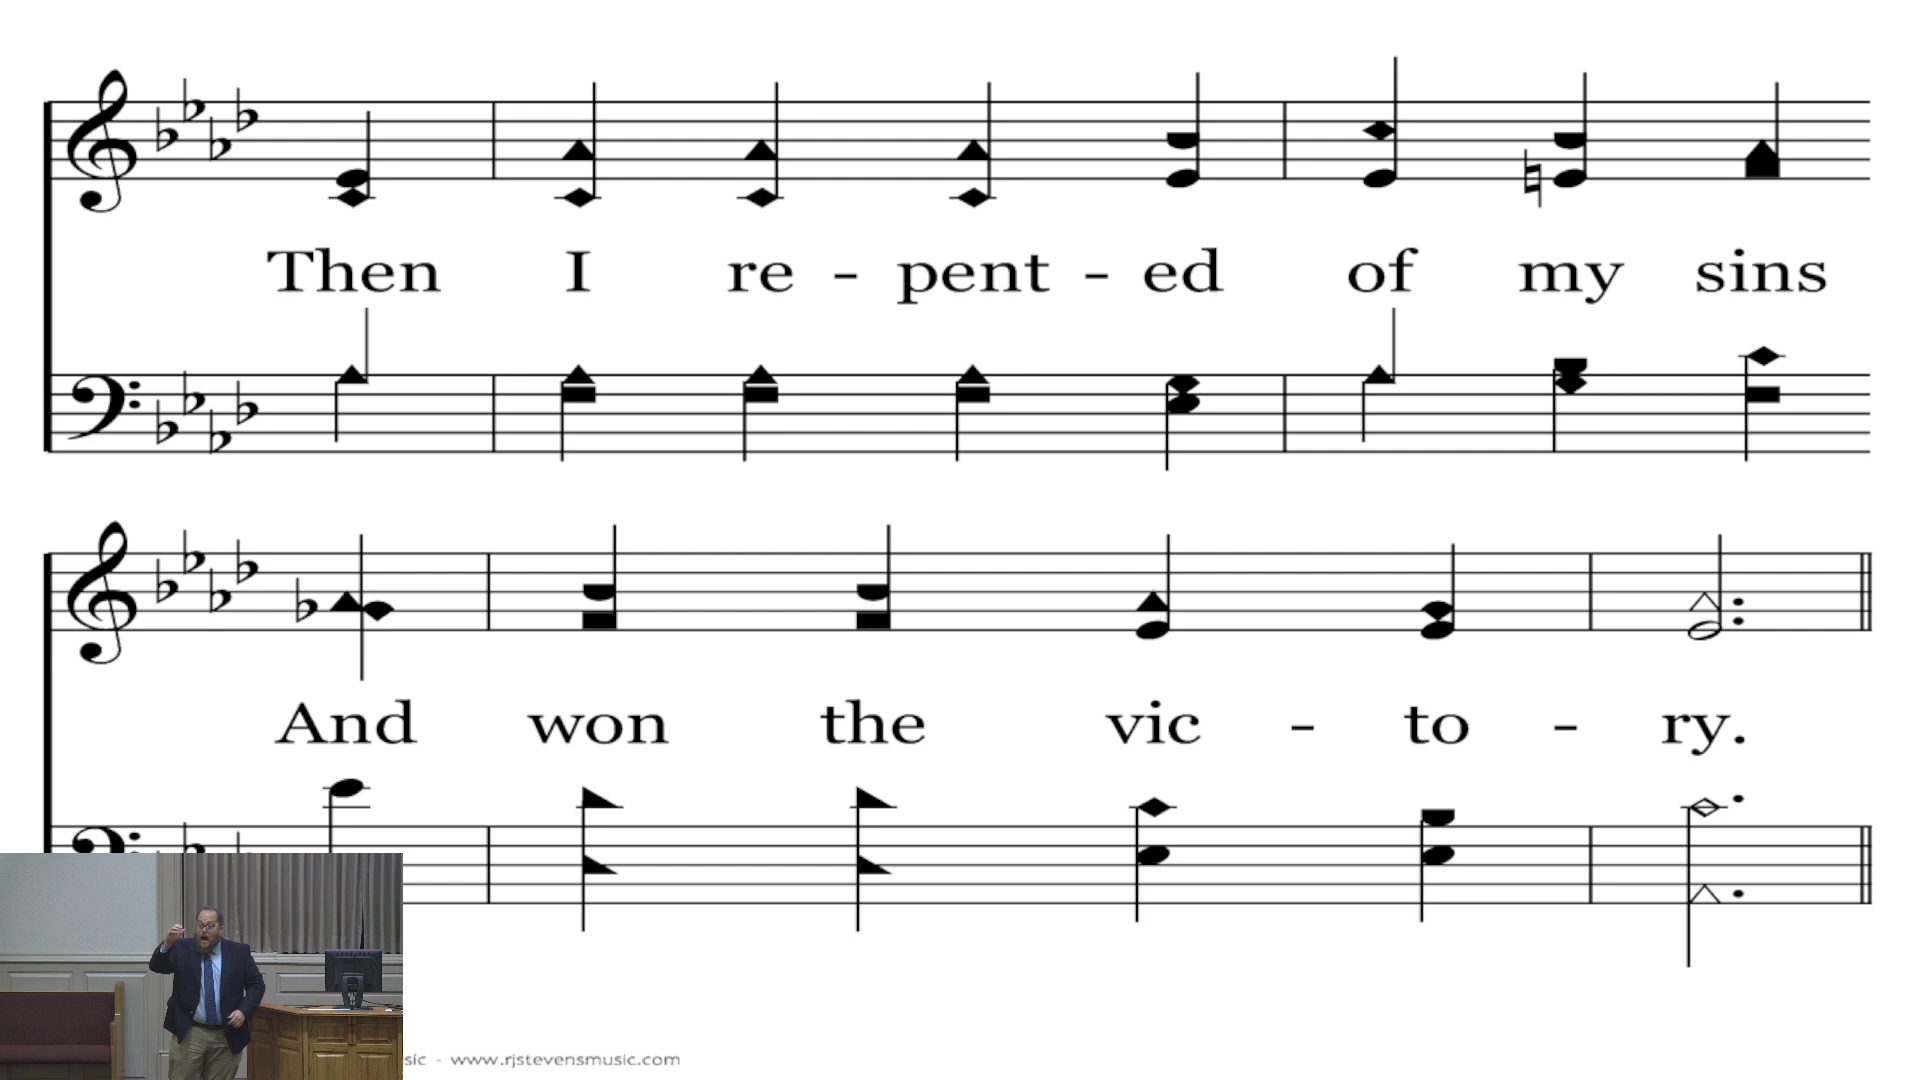 Then I re - pent - ed of my sins
And won the vic - to - ry.
sic - www.rjstevensmusic.com